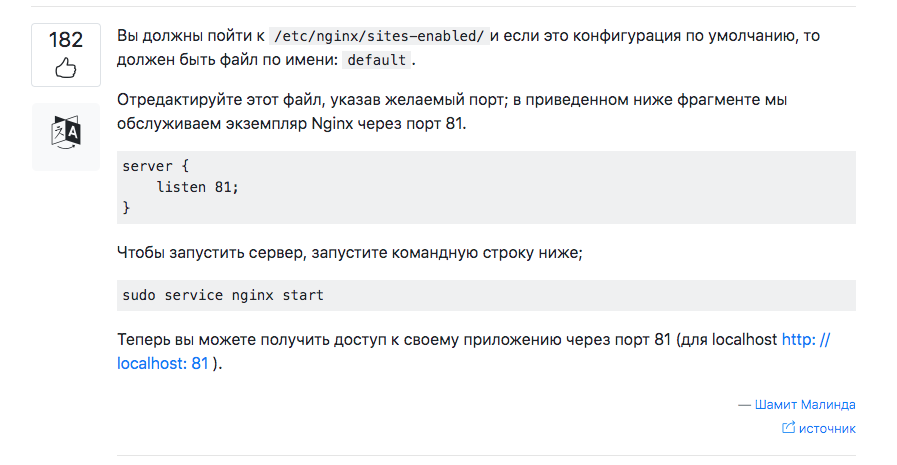 182
Вы должны пойти к /etc/nginx/sites-enabled/ и если это конфигурация по умолчанию, то
должен быть файл по имени: default.
Отредактируйте этот файл, указав желаемый порт; в приведенном ниже фрагменте мы
обслуживаем экземпляр Nginx через порт 81.
server {
    listen 81;
}
Чтобы запустить сервер, запустите командную строку ниже;
sudo service nginx start
Теперь вы можете получить доступ к своему приложению через порт 81 (для localhost http: //
localhost: 81 ).
— Шамит Малинда
источник